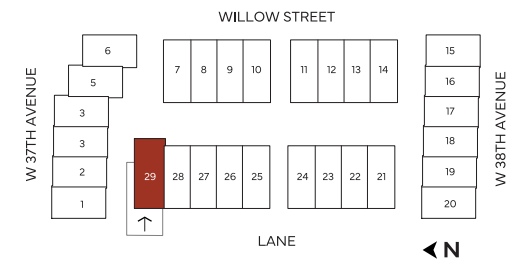 WILLOW STREET
W 37TH AVENUE
6
5
3
3
2
1
7 8 9 10
11 12 13 14
29 28 27 26 25
24 23 22 21
15
16
17
18
19
20
W 38TH AVENUE
LANE
N